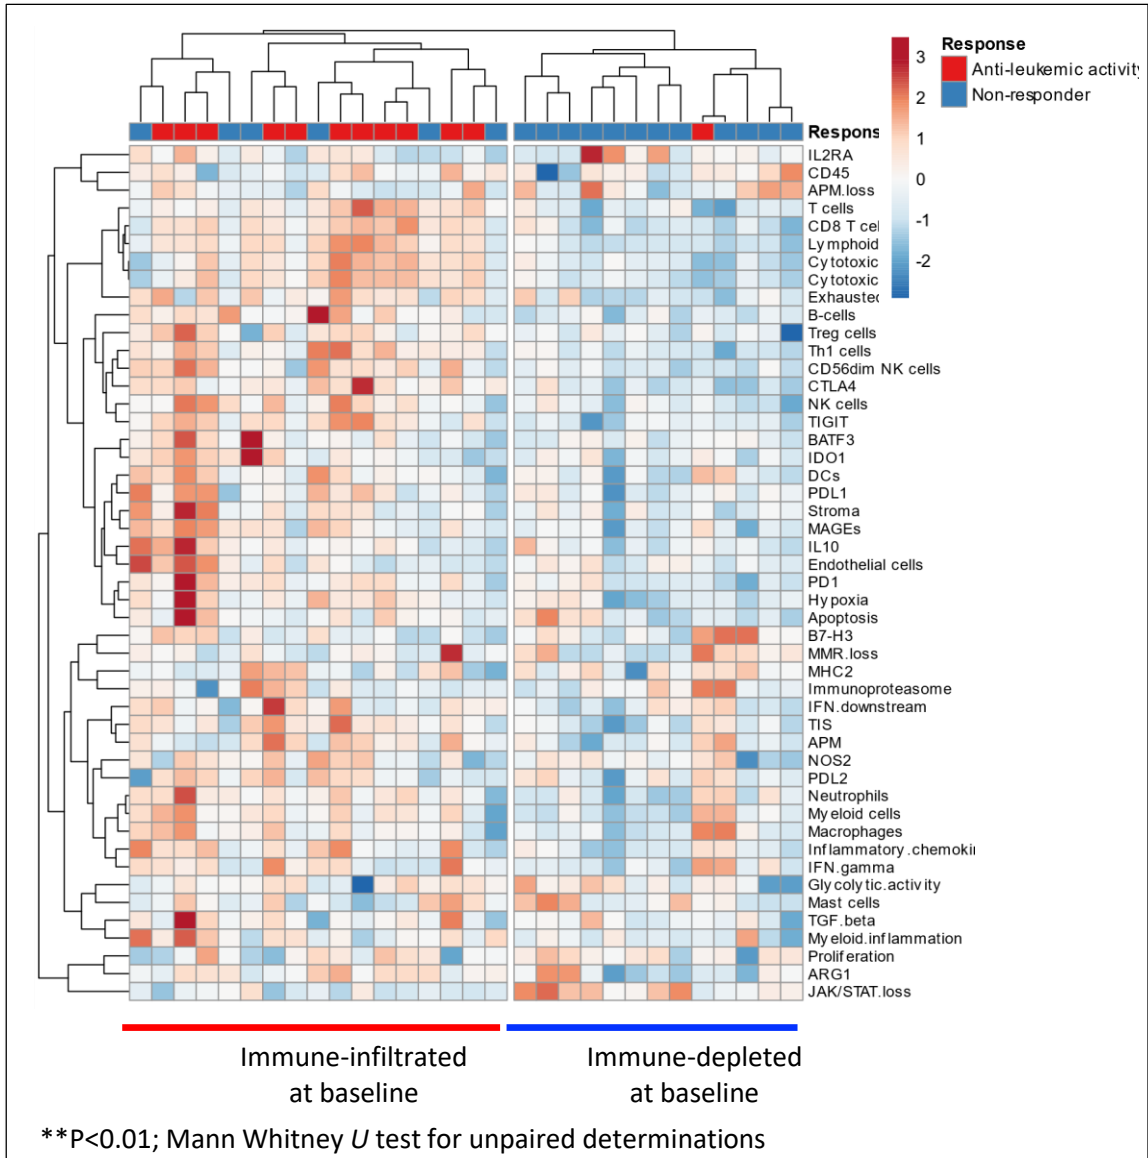 Response
Anti-leukemic activity
Non-responder
3
2
1
0
-1
-2
Respons
IL2RA
CD45
APM.loss
T cells
CD8 T cel
Lymphoid
Cytotoxic
Cytotoxic
Exhausted
B-cells
Treg cells
Th1 cells
CD56dim NK cells
CTLA4
NK cells
TIGIT
BATF3
IDO1
DCs
PDL1
Stroma
MAGEs
IL10
Endothelial cells
PD1
Hypoxia
Apoptosis
B7-H3
MMR.loss
MHC2
Immunoproteasome
IFN.downstream
TIS
APM
NOS2
PDL2
Neutrophils
Myeloid cells
Macrophages
Inflammatory.chemokin
IFN.gamma
Glycolytic.activity
Mast cells
TGF.beta
Myeloid.inflammation
Proliferation
ARG1
JAK/STAT.loss
Immune-infiltrated
at baseline
Immune-depleted
at baseline
**P<0.01; Mann Whitney U test for unpaired determinations